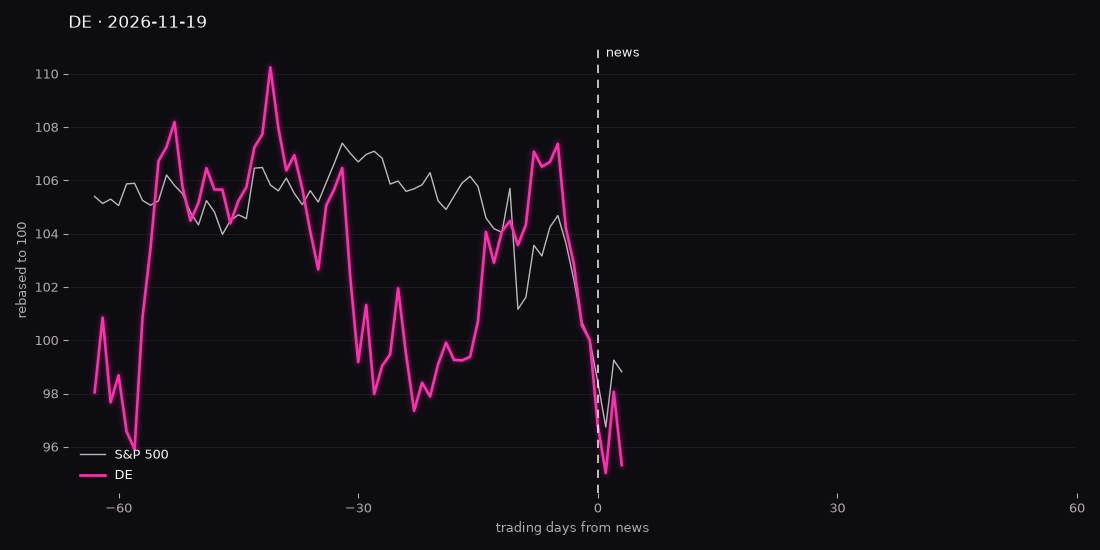 DE · 2026-11-19
news
110
108
106
104
102
100
98
96
rebased to 100
S&P 500
DE
−60
−30
0
30
60
trading days from news